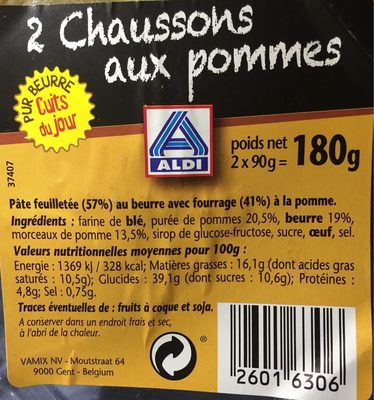 2 Chaussons
aux pommes
PUR BEURRE
Cuits
du jour
ALDI
poids net
2 x 90g = 180g
37407
Pâte feuilletée (57%) au beurre avec fourrage (41%) à la pomme.
Ingrédients : farine de blé, purée de pommes 20,5%, beurre 19%,
morceaux de pomme 13,5%, sirop de glucose-fructose, sucre, œuf, sel.
Valeurs nutritionnelles moyennes pour 100g :
Energie : 1369 kJ / 328 kcal; Matières grasses : 16,1g (dont acides gras
saturés : 10,5g); Glucides : 39,1g (dont sucres : 10,6g); Protéines :
4,8g; Sel : 0,75g.
Traces éventuelles de : fruits à coque et soja.
A conserver dans un endroit frais et sec,
à l'abri de la chaleur.
VAMIX NV - Moutstraat 64
9000 Gent - Belgium
2601 6306